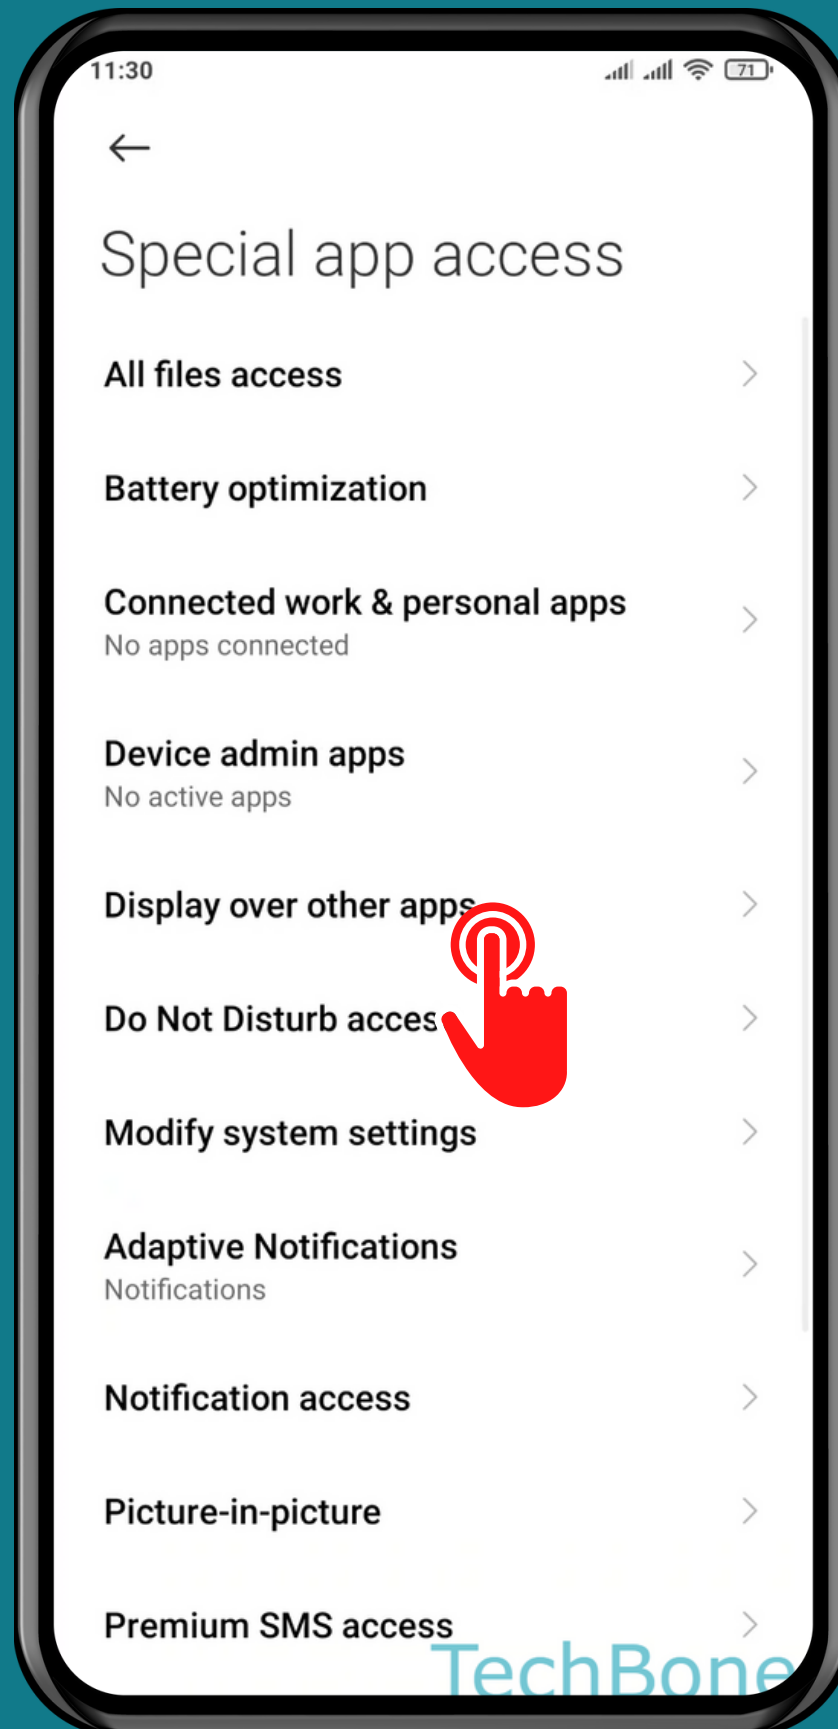 11:30
71
Special app access
All files access
Battery optimization
Connected work & personal apps
No apps connected
Device admin apps
No active apps
Display over other apps
Do Not Disturb acces
Modify system settings
Adaptive Notifications
Notifications
Notification access
Picture-in-picture
Premium SMS access
TechBone